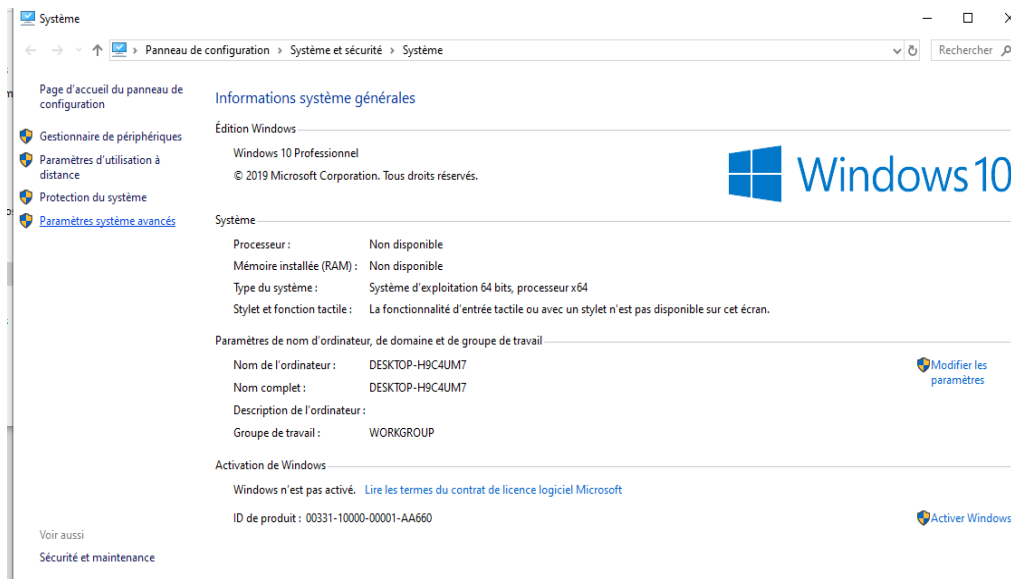 Système
Panneau de configuration › Système et sécurité › Système
Rechercher
Page d'accueil du panneau de
configuration
Gestionnaire de périphériques
Paramètres d'utilisation à
distance
Protection du système
Paramètres système avancés
Informations système générales
Édition Windows
Windows 10 Professionnel
© 2019 Microsoft Corporation. Tous droits réservés.
Windows 10
Système
Processeur : Non disponible
Mémoire installée (RAM) : Non disponible
Type du système : Système d'exploitation 64 bits, processeur x64
Stylet et fonction tactile : La fonctionnalité d'entrée tactile ou avec un stylet n'est pas disponible sur cet écran.
Paramètres de nom d'ordinateur, de domaine et de groupe de travail
Nom de l'ordinateur : DESKTOP-H9C4UM7
Modifier les
paramètres
Nom complet : DESKTOP-H9C4UM7
Description de l'ordinateur :
Groupe de travail : WORKGROUP
Activation de Windows
Windows n'est pas activé. Lire les termes du contrat de licence logiciel Microsoft
ID de produit : 00331-10000-00001-AA660
Activer Windows
Voir aussi
Sécurité et maintenance